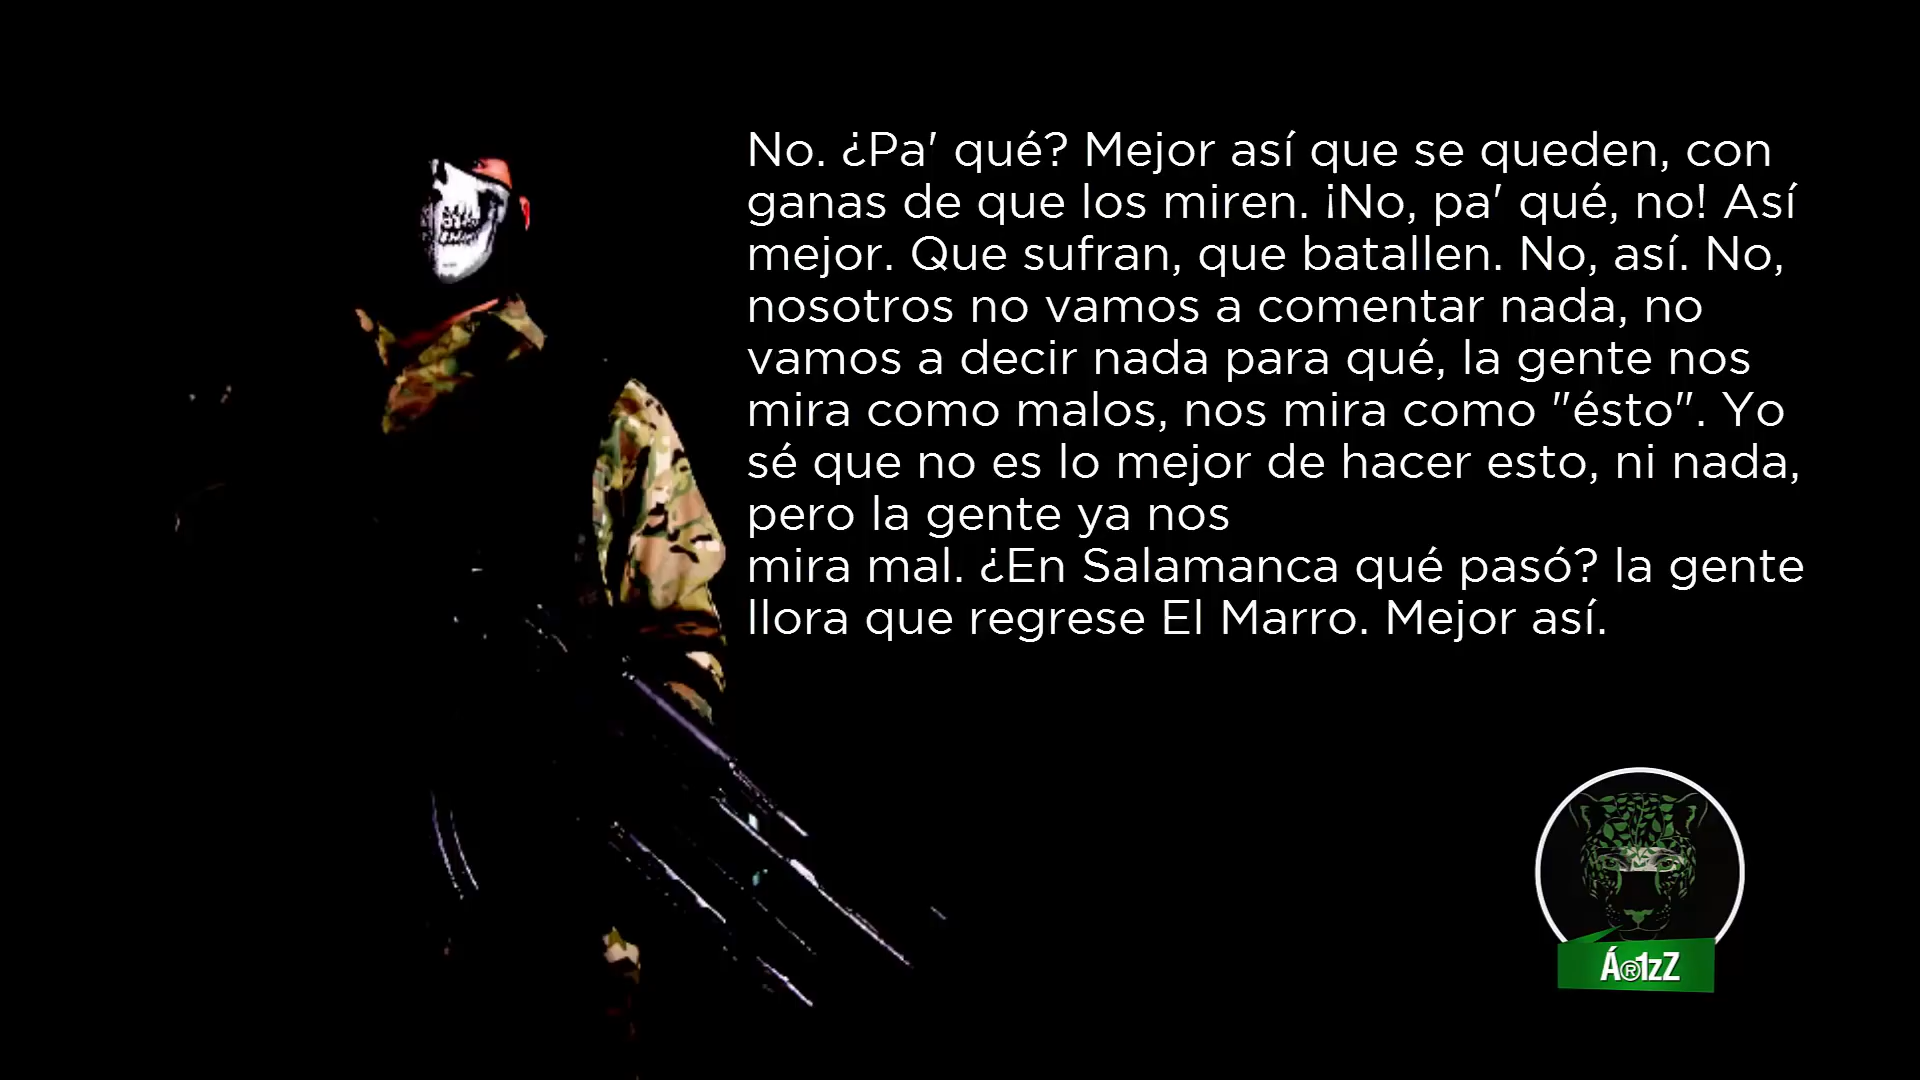 No. ¿Pa' qué? Mejor así que se queden, con
ganas de que los miren. ¡No, pa' qué, no! Así
mejor. Que sufran, que batallen. No, así. No,
nosotros no vamos a comentar nada, no
vamos a decir nada para qué, la gente nos
mira como malos, nos mira como "ésto". Yo
sé que no es lo mejor de hacer esto, ni nada,
pero la gente ya nos
mira mal. ¿En Salamanca qué pasó? la gente
llora que regrese El Marro. Mejor así.
Á®1zZ